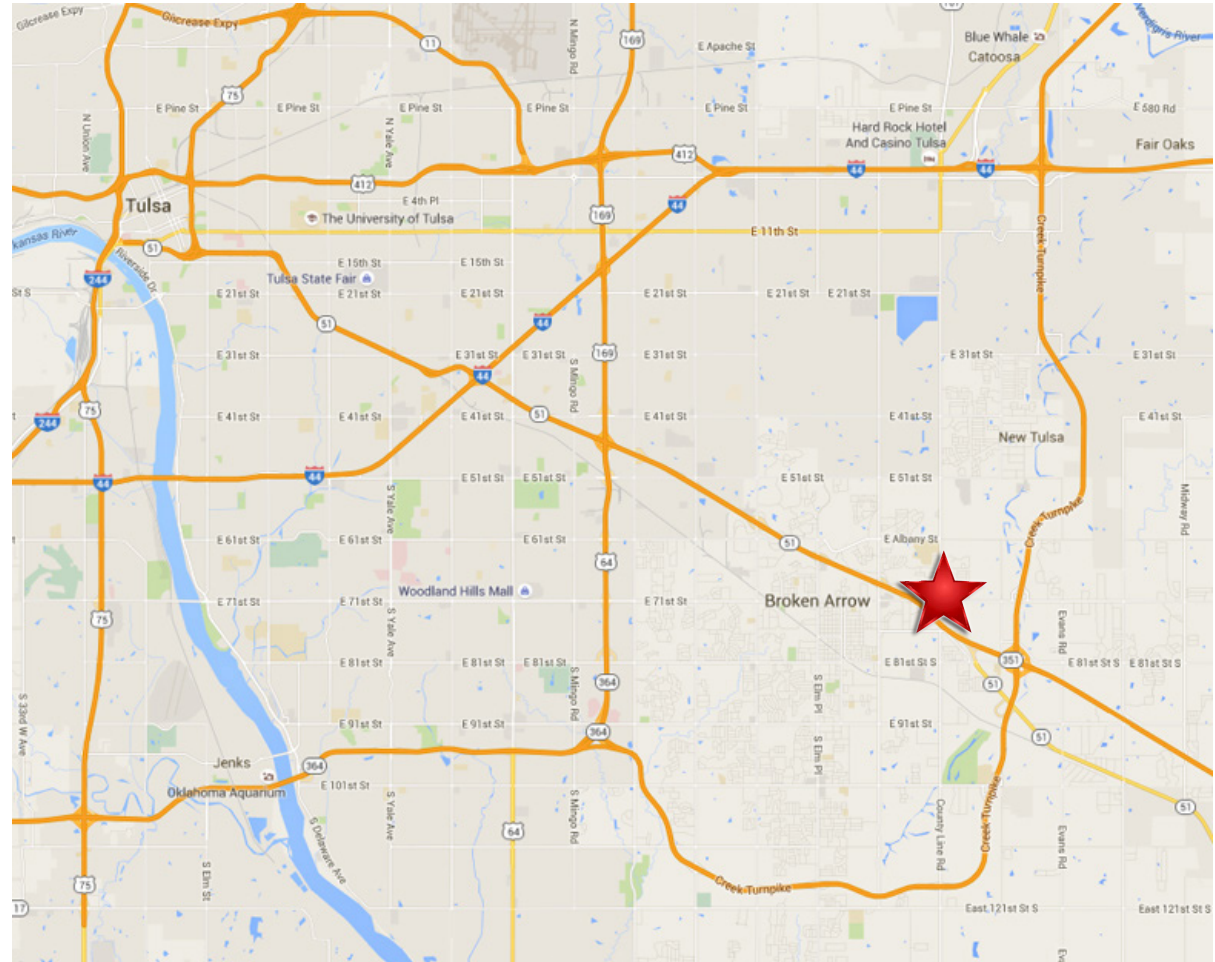 Gilcrease Expy
Gilcrease Expy
11
N Mingo Rd
169
E Apache St
Blue Whale
Catoosa
Verdigris River
75
E Pine St
E Pine St
E Pine St
E Pine St
E Pine St
E Pine St
E 580 Rd
N Union Ave
N Yale Ave
Hard Rock Hotel
And Casino Tulsa
Fair Oaks
412
44
44
412
E 4th Pl
44
Tulsa
The University of Tulsa
169
E 11th St
Creek Turnpike
kansas River
51
Riverside Dr
E 15th St
E 15th St
244
Tulsa State Fair
St S
E 21st St
E 21st St
E 21st St
E 21st St
E 21st St
E 21st St
51
44
E 31st St
E 31st St
E 31st St
169
E 31st St
E 31st St
E 31st St
44
S Mingo Rd
75
244
E 41st St
E 41st St
E 41st St
51
E 41st St
E 41st St
E 41st St
New Tulsa
44
44
E 51st St
E 51st St
E 51st St
E 51st St
S Yale Ave
Midway Rd
Creek Turnpike
E 61st St
E 61st St
E 61st St
51
E Albany St
64
Woodland Hills Mall
E 71st St
E 71st St
E 71st St
Broken Arrow
75
S Yale Ave
Evans Rd
E 81st St
E 81st St
E 81st St
E 81st St S
351
E 81st St S
E 81st St S
364
51
S 33rd W Ave
S Mingo Rd
S Elm Pl
E 91st St
E 91st St
364
E 91st St
51
S Elm Pl
Jenks
364
E 101st St
Oklahoma Aquarium
S Yale Ave
S Mingo Rd
County Line Rd
Creek Turnpike
51
64
S Delaware Ave
Evans Rd
S Elm St
75
Creek Turnpike
17
East 121st St S
East 121st St S